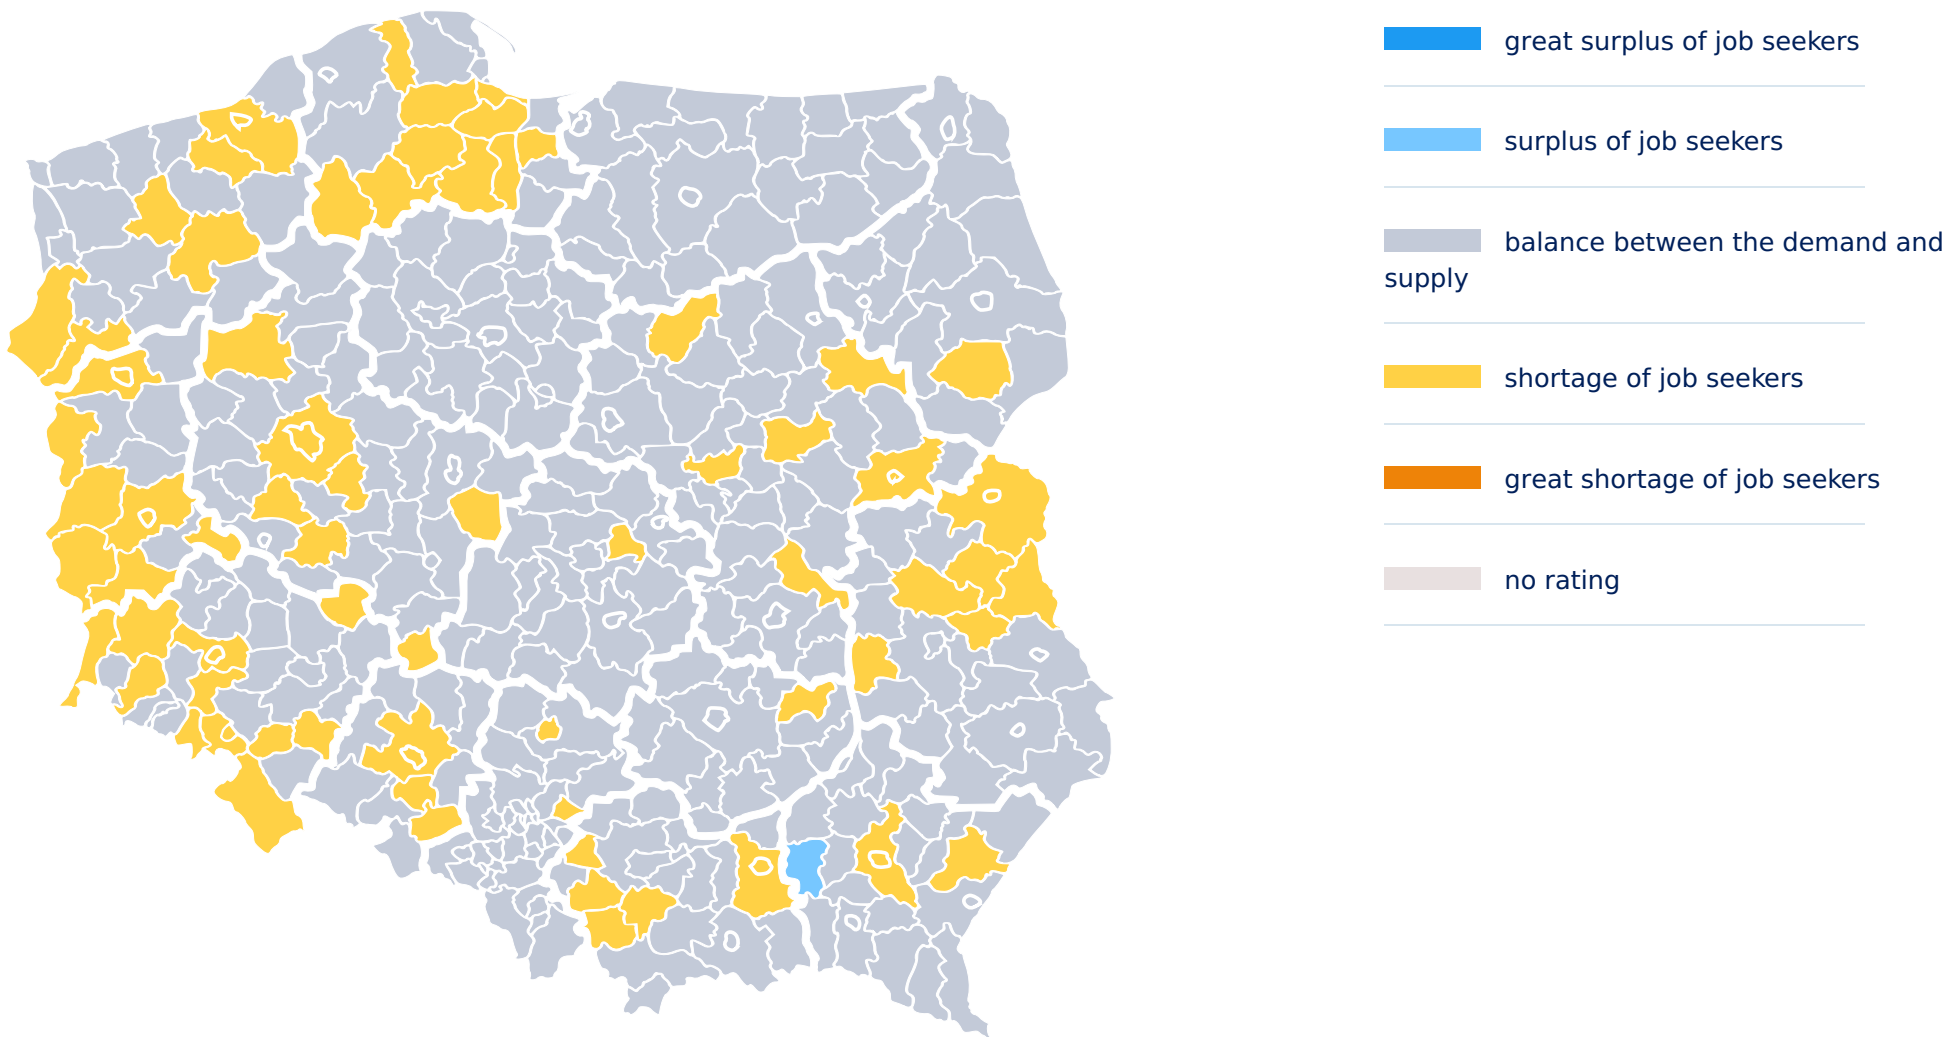 great surplus of job seekers
surplus of job seekers
balance between the demand and
supply
shortage of job seekers
great shortage of job seekers
no rating